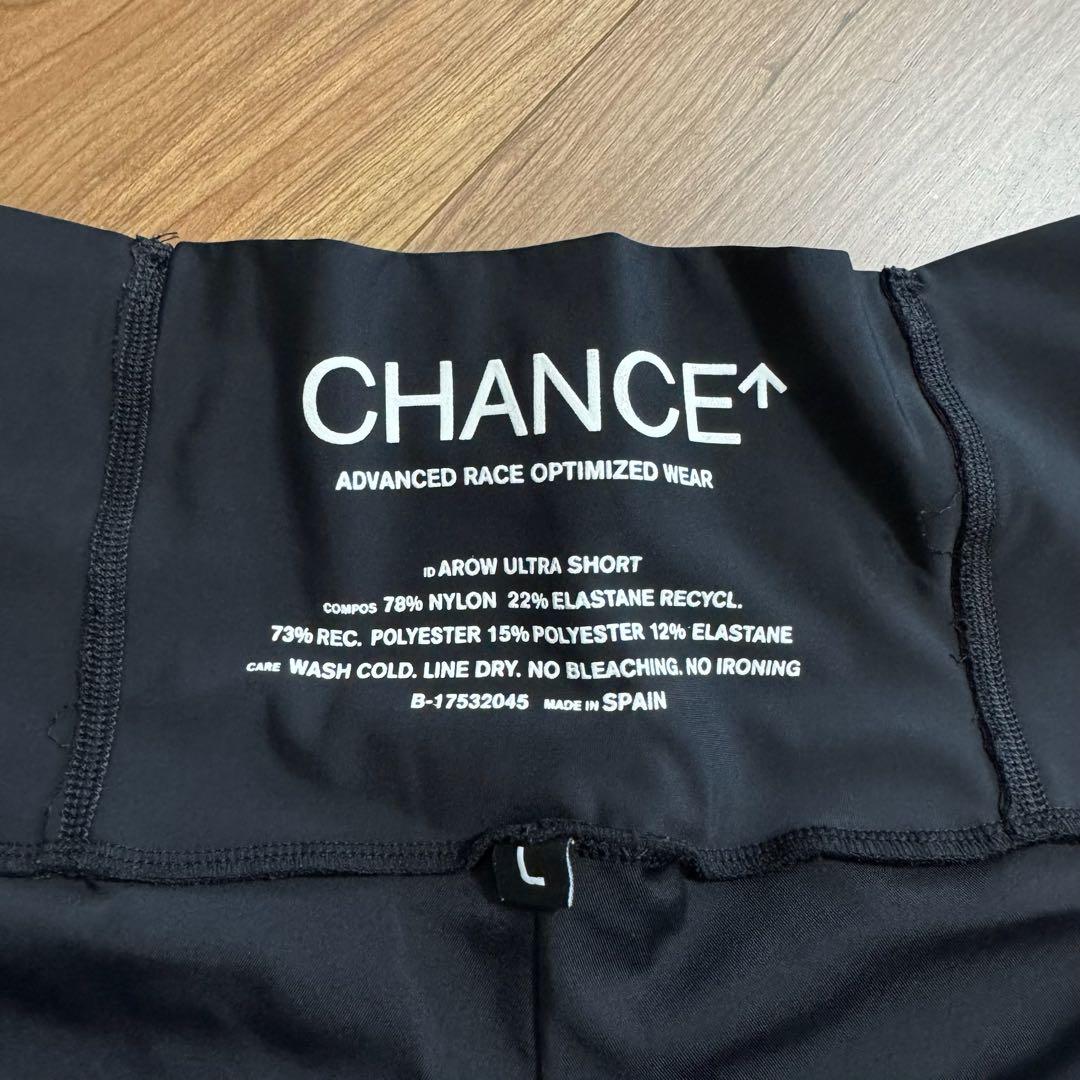 CHANCE↑
ADVANCED RACE OPTIMIZED WEAR
ID AROW ULTRA SHORT
COMPOS 78% NYLON 22% ELASTANE RECYCL.
73% REC. POLYESTER 15% POLYESTER 12% ELASTANE
CARE WASH COLD. LINE DRY. NO BLEACHING. NO IRONING
B-17532045 MADE IN SPAIN
L